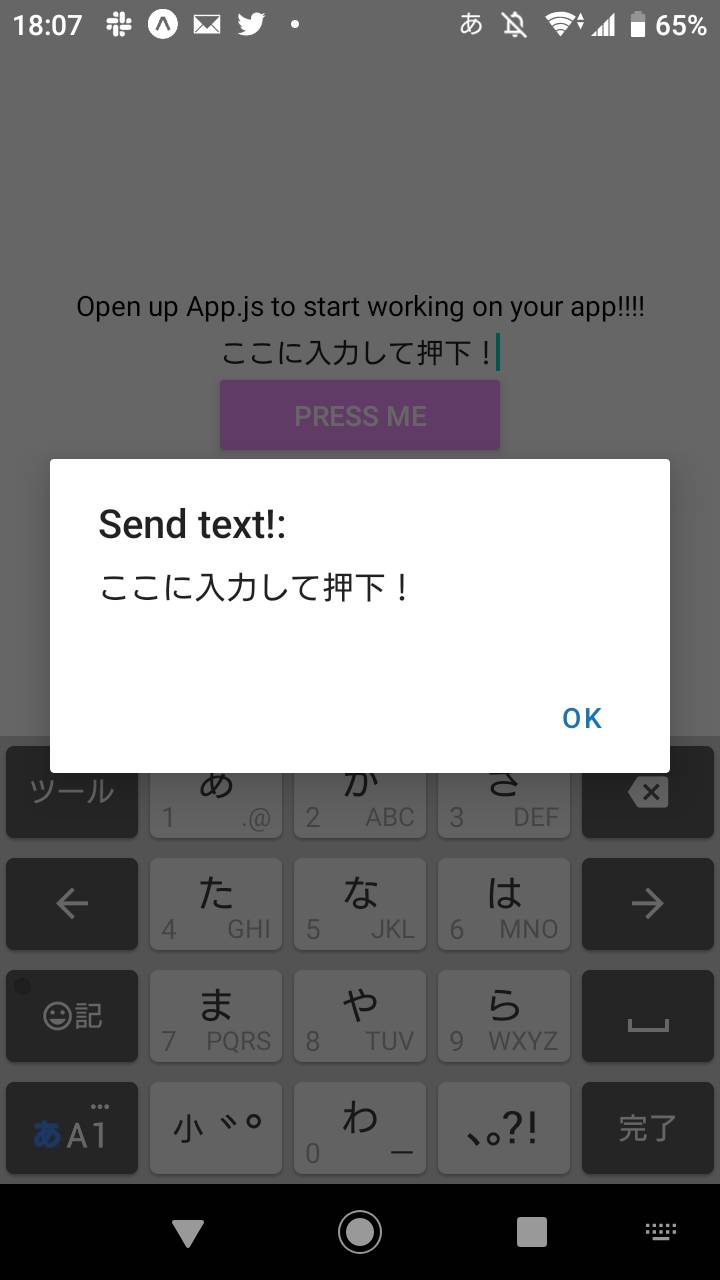 18:07 あ 65%
Open up App.js to start working on your app!!!!
ここに入力して押下！
PRESS ME
Send text!:
ここに入力して押下！
OK
ツール あ 1 .@ か 2 ABC さ 3 DEF
た 4 GHI な 5 JKL は 6 MNO
記 ま 7 PQRS や 8 TUV ら 9 WXYZ
あA1 小 ゛゜ わ 0 ー 、。?! 完了